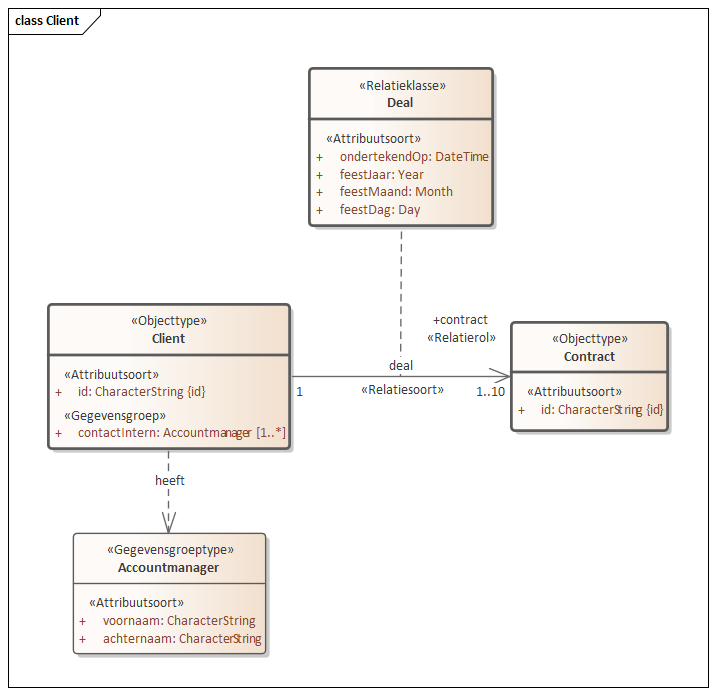 class Client
«Relatieklasse»
Deal
«Attribuutsoort»
+ ondertekendOp: DateTime
+ feestJaar: Year
+ feestMaand: Month
+ feestDag: Day
«Objecttype»
Client
«Attribuutsoort»
+ id: CharacterString {id}
«Gegevensgroep»
+ contactIntern: Accountmanager [1..*]
+contract
«Relatierol»
deal
1
«Relatiesoort»
1..10
«Objecttype»
Contract
«Attribuutsoort»
+ id: CharacterString {id}
heeft
«Gegevensgroeptype»
Accountmanager
«Attribuutsoort»
+ voornaam: CharacterString
+ achternaam: CharacterString